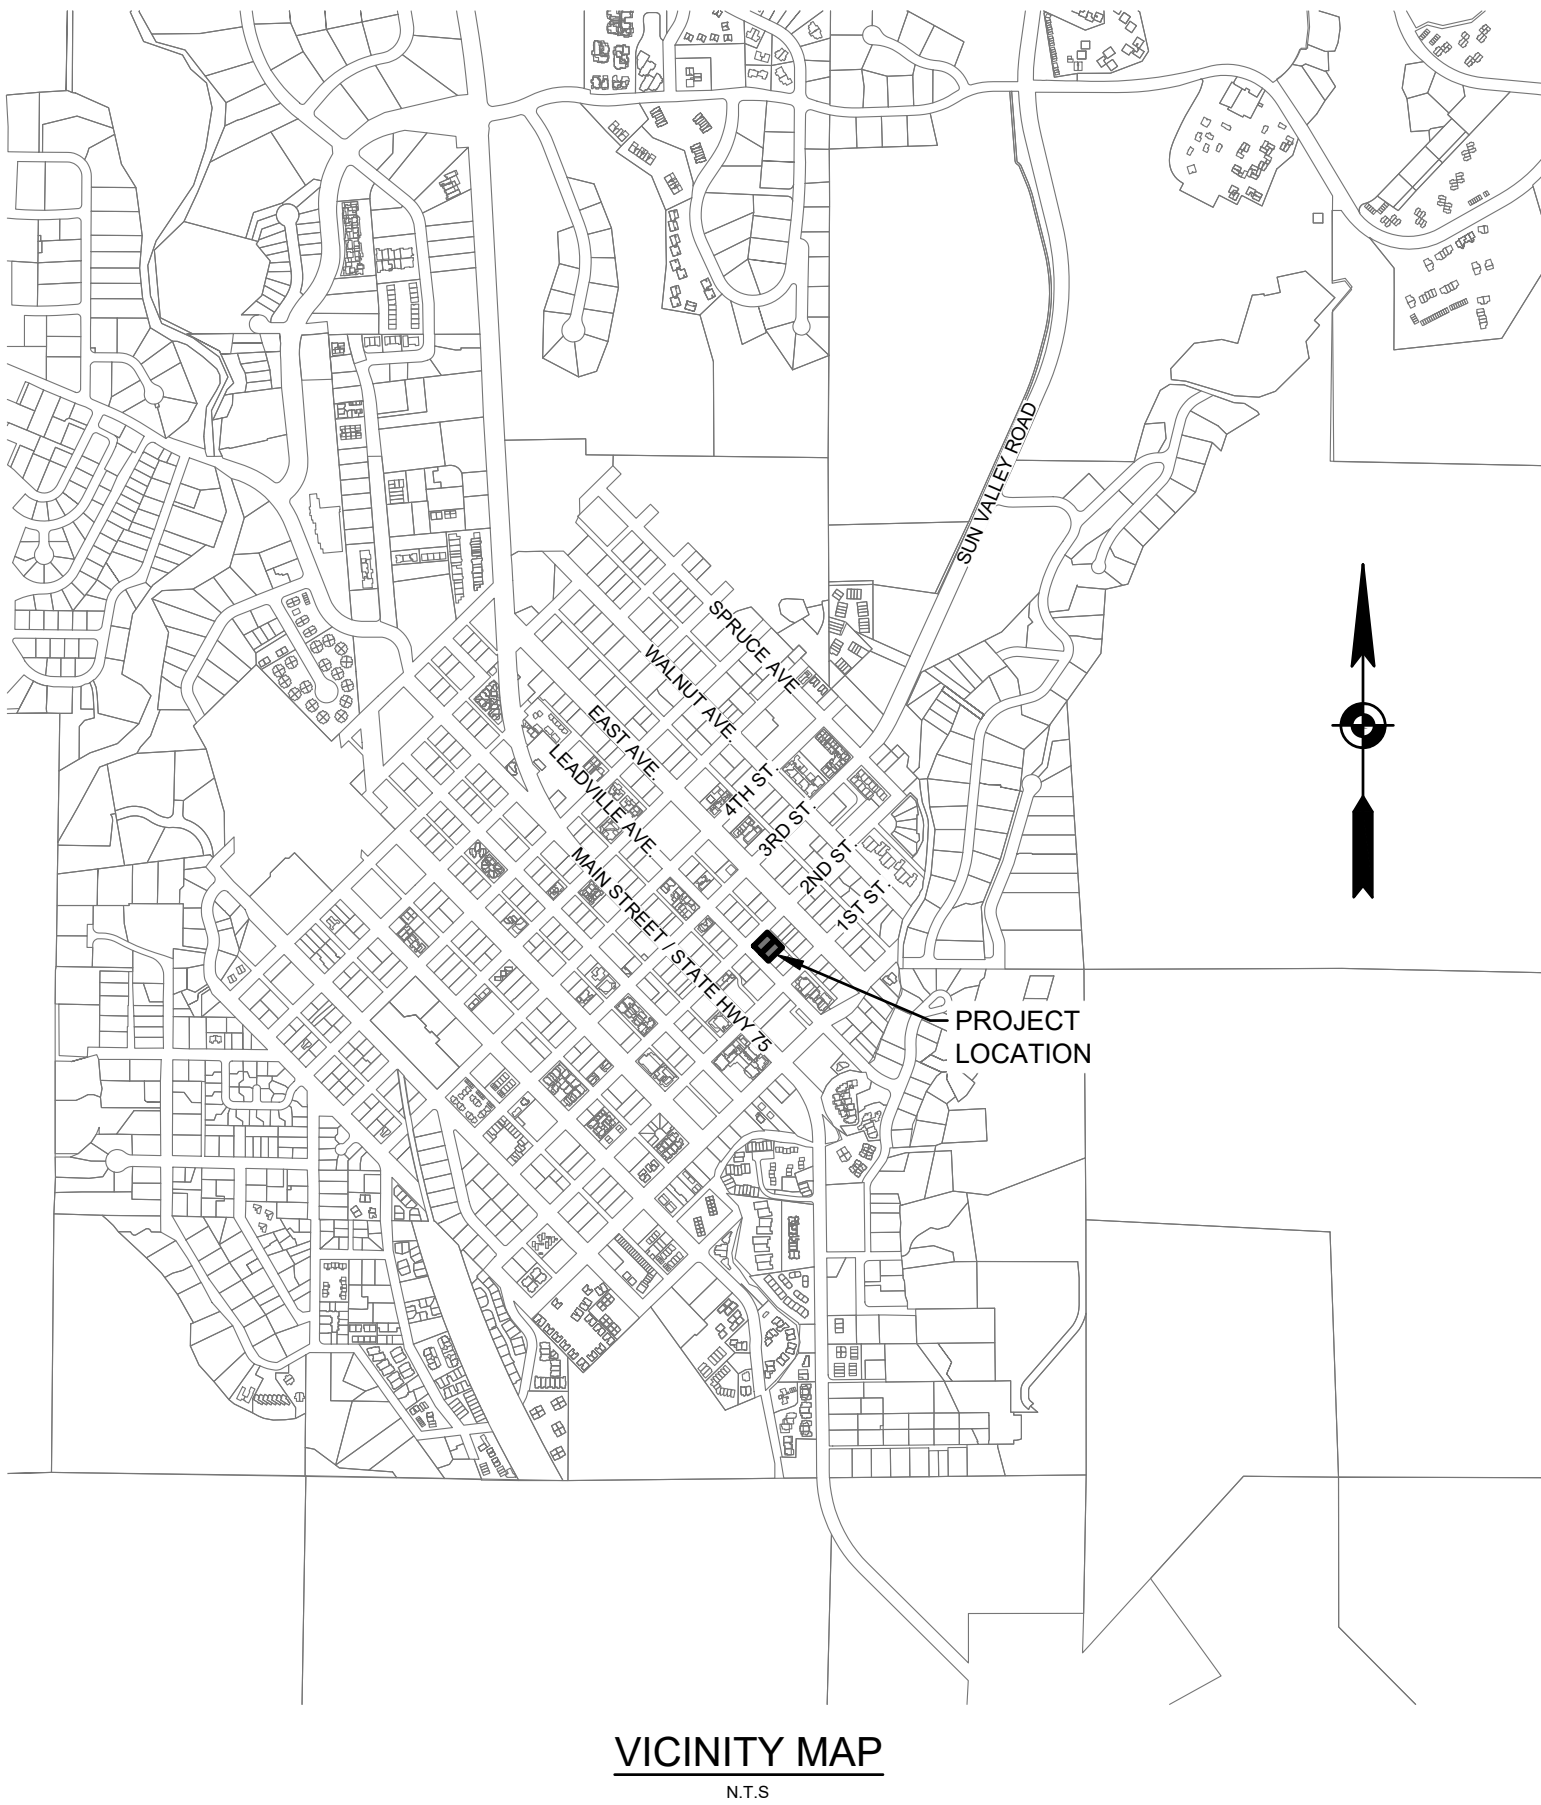 SUN VALLEY ROAD
SPRUCE AVE
WALNUT AVE.
EAST AVE.
LEADVILLE AVE.
MAIN STREET / STATE HWY 75
4TH ST.
3RD ST.
2ND ST.
1ST ST.
PROJECT
LOCATION
VICINITY MAP
N.T.S